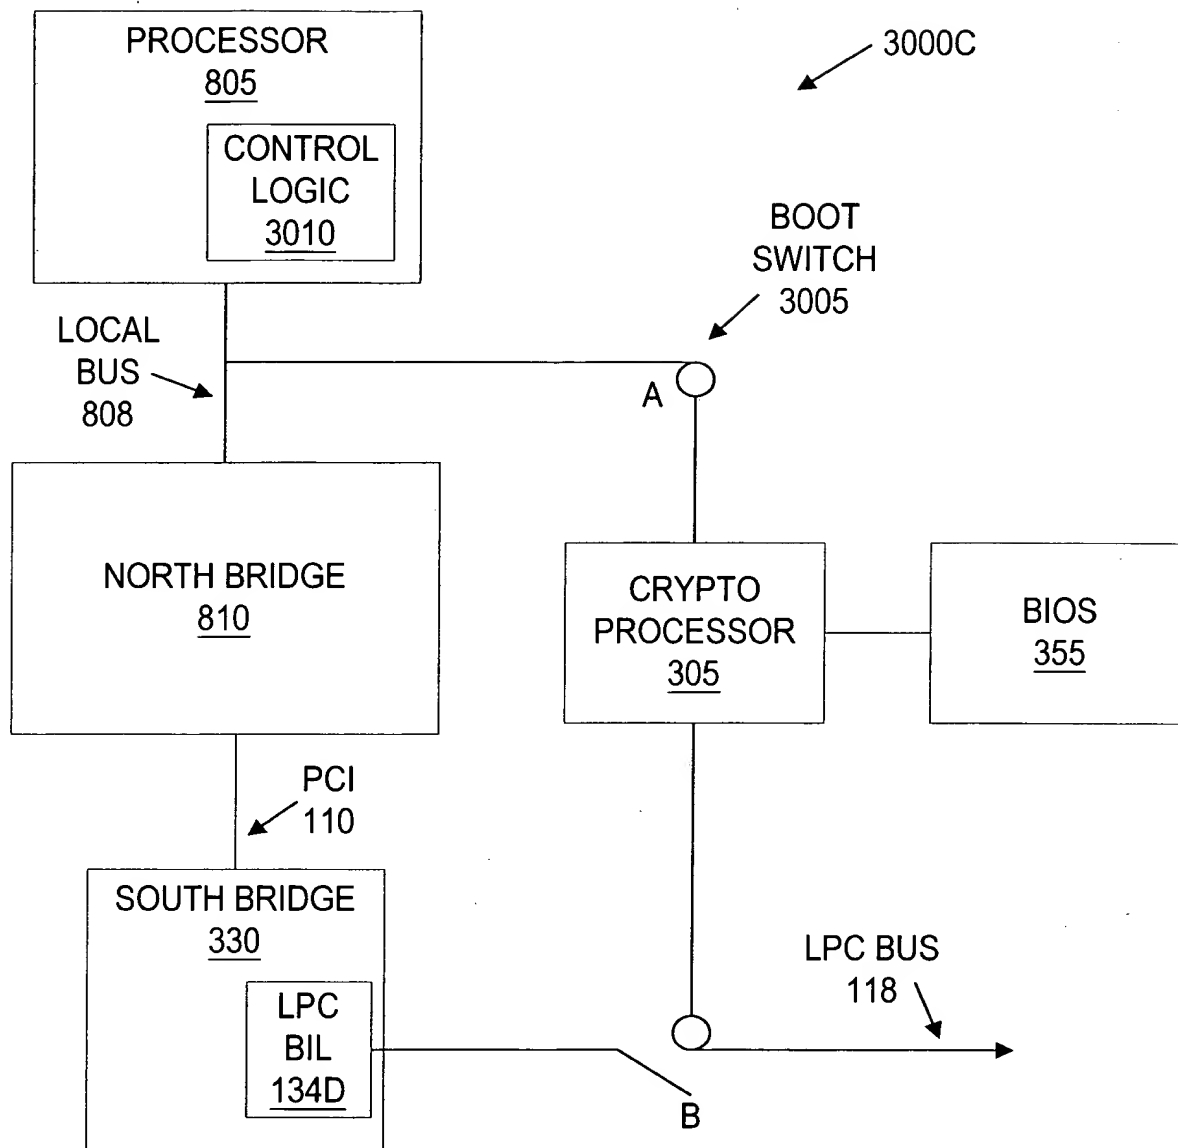 PROCESSOR
805
CONTROL
LOGIC
3010
3000C
BOOT
SWITCH
3005
LOCAL
BUS
808
A
NORTH BRIDGE
810
CRYPTO
PROCESSOR
305
BIOS
355
PCI
110
SOUTH BRIDGE
330
LPC
BIL
134D
LPC BUS
118
B